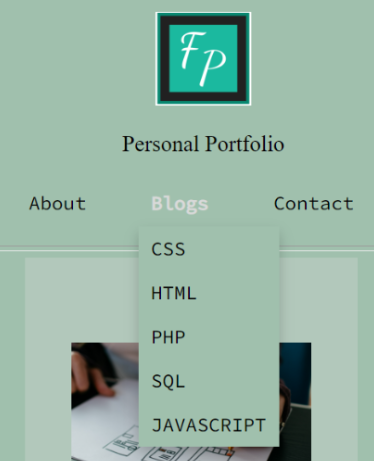 FP
Personal Portfolio
About Blogs Contact
CSS
HTML
PHP
SQL
JAVASCRIPT